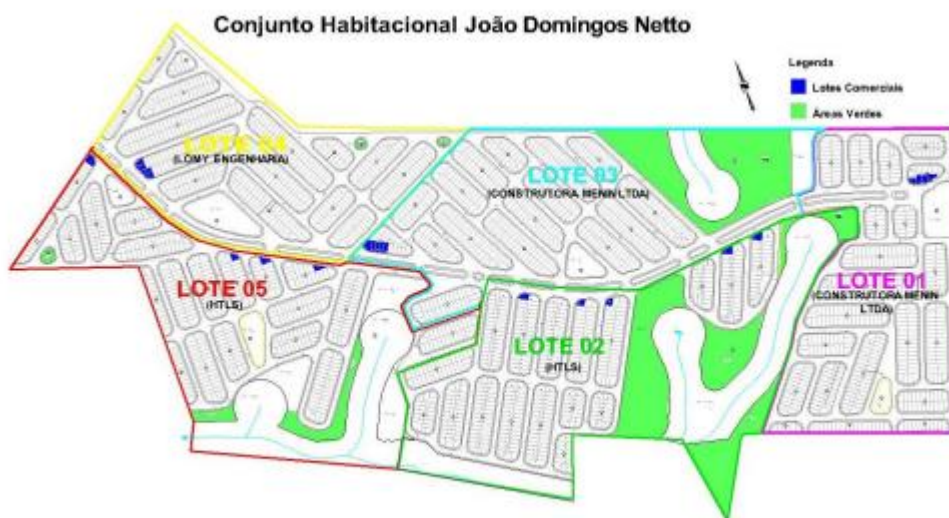 Conjunto Habitacional João Domingos Netto
Legenda
Lotes Comerciais
Áreas Verdes
LOTE 04
(LOMY ENGENHARIA)
LOTE 03
(CONSTRUTORA MENIN LTDA)
LOTE 05
(HTLS)
LOTE 01
(CONSTRUTORA MENIN
LTDA)
LOTE 02
(HTLS)